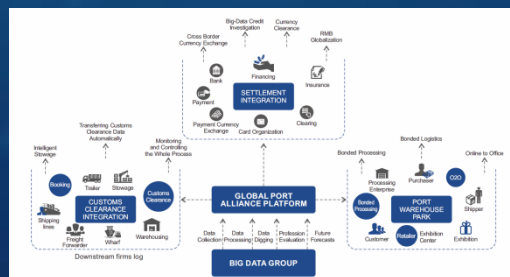 Big-Data Credit
Investigation
Currency
Clearance
Cross Border
Currency Exchange
RMB
Globalization
Bank
Financing
Insurance
Payment
SETTLEMENT
INTEGRATION
Payment Currency
Exchange
Card Organization
Clearing
Transferring Customs
Clearance Data
Automatically
Monitoring
and Controlling
the Whole Process
Intelligent
Stowage
Booking
Trailer
Stowage
Customs
Clearance
Shipping
lines
CUSTOMS
CLEARANCE
INTEGRATION
Freight
Forwarder
Wharf
Warehousing
Downstream firms log
GLOBAL PORT
ALLIANCE PLATFORM
Data
Collection
Data
Processing
Data
Digging
Profession
Evaluation
Future
Forecasts
BIG DATA GROUP
Bonded Logistics
Bonded Processing
Online to Office
Processing
Enterprise
Purchaser
O2O
Bonded
Processing
PORT
WAREHOUSE
PARK
Shipper
Customer
Retailer
Exhibition
Center
Exhibition